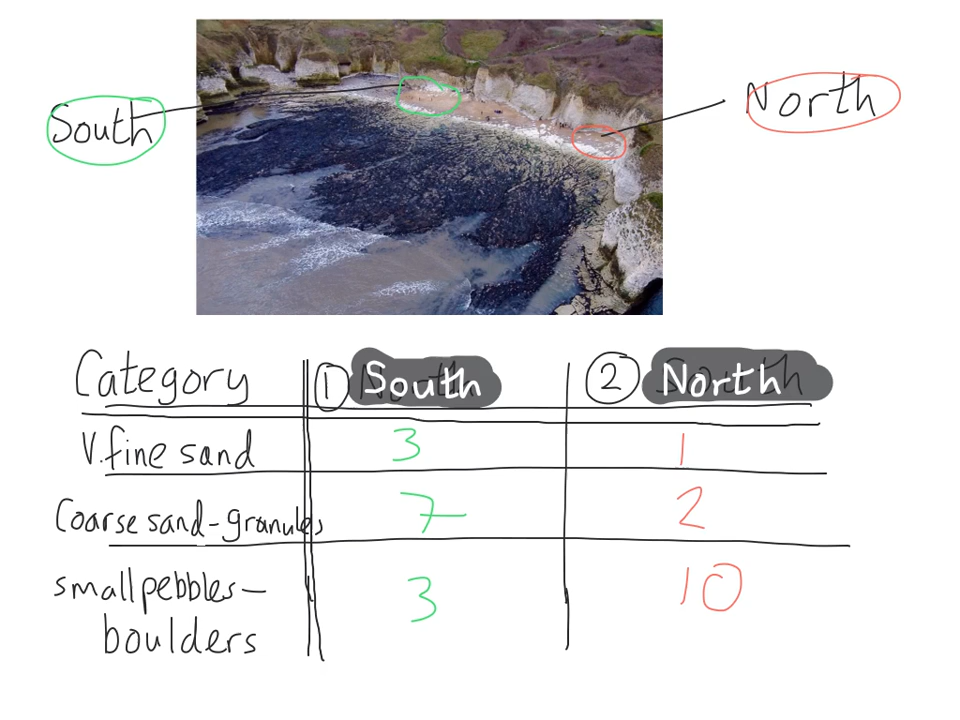 South
North
Category ① South ② North
V.fine sand 3 1
Coarse sand-granules 7 2
small pebbles- 3 10
boulders